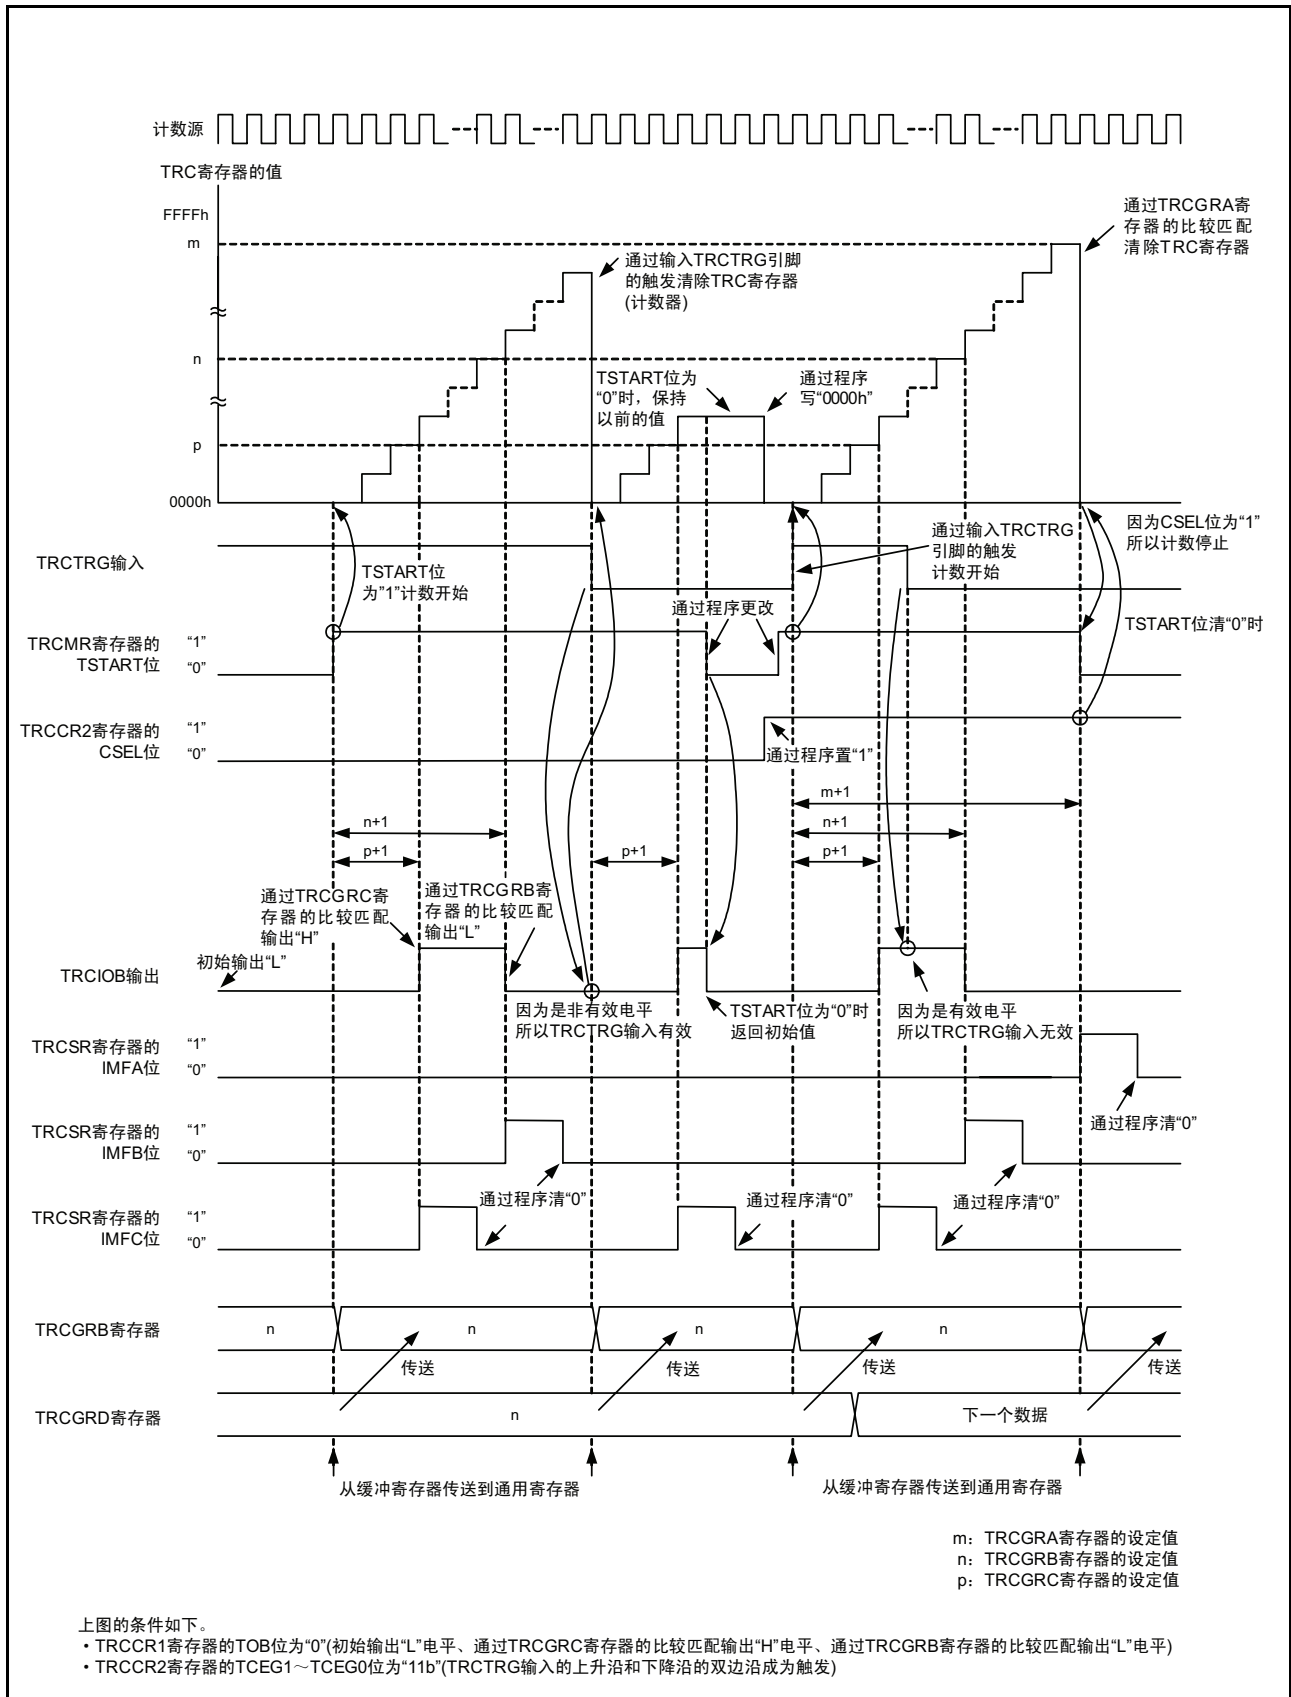 计数源
TRC寄存器的值
FFFFh
m
n
p
0000h
通过TRCGRA寄
存器的比较匹配
清除TRC寄存器
通过输入TRCTRG引脚
的触发清除TRC寄存器
(计数器)
TSTART位为
“0”时，保持
以前的值
通过程序
写“0000h”
TRCTRG输入
TSTART位
为”1”计数开始
通过输入TRCTRG
引脚的触发
计数开始
因为CSEL位为“1”
所以计数停止
通过程序更改
TSTART位清“0”时
TRCMR寄存器的
TSTART位
“1”
“0”
TRCCR2寄存器的
CSEL位
“1”
“0”
通过程序置“1”
m+1
n+1
n+1
p+1
p+1
p+1
通过TRCGRC寄
存器的比较匹配
输出“H”
通过TRCGRB寄
存器的比较匹配
输出“L”
初始输出“L”
TRCIOB输出
因为是非有效电平
所以TRCTRG输入有效
TSTART位为“0”时
返回初始值
因为是有效电平
所以TRCTRG输入无效
TRCSR寄存器的
IMFA位
“1”
“0”
通过程序清“0”
TRCSR寄存器的
IMFB位
“1”
“0”
通过程序清“0”
通过程序清“0”
通过程序清“0”
TRCSR寄存器的
IMFC位
“1”
“0”
TRCGRB寄存器
n
n
n
n
传送
传送
传送
传送
TRCGRD寄存器
n
下一个数据
从缓冲寄存器传送到通用寄存器
从缓冲寄存器传送到通用寄存器
m：TRCGRA寄存器的设定值
n：TRCGRB寄存器的设定值
p：TRCGRC寄存器的设定值
上图的条件如下。
・TRCCR1寄存器的TOB位为“0”(初始输出“L”电平、通过TRCGRC寄存器的比较匹配输出“H”电平、通过TRCGRB寄存器的比较匹配输出“L”电平)
・TRCCR2寄存器的TCEG1～TCEG0位为“11b”(TRCTRG输入的上升沿和下降沿的双边沿成为触发)